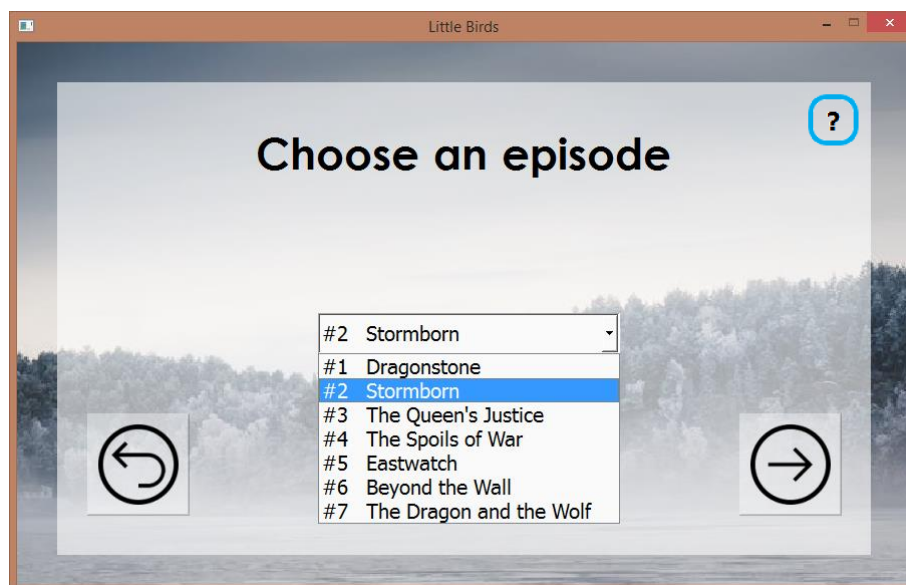 Little Birds
?
Choose an episode
#2 Stormborn
#1 Dragonstone
#2 Stormborn
#3 The Queen's Justice
#4 The Spoils of War
#5 Eastwatch
#6 Beyond the Wall
#7 The Dragon and the Wolf